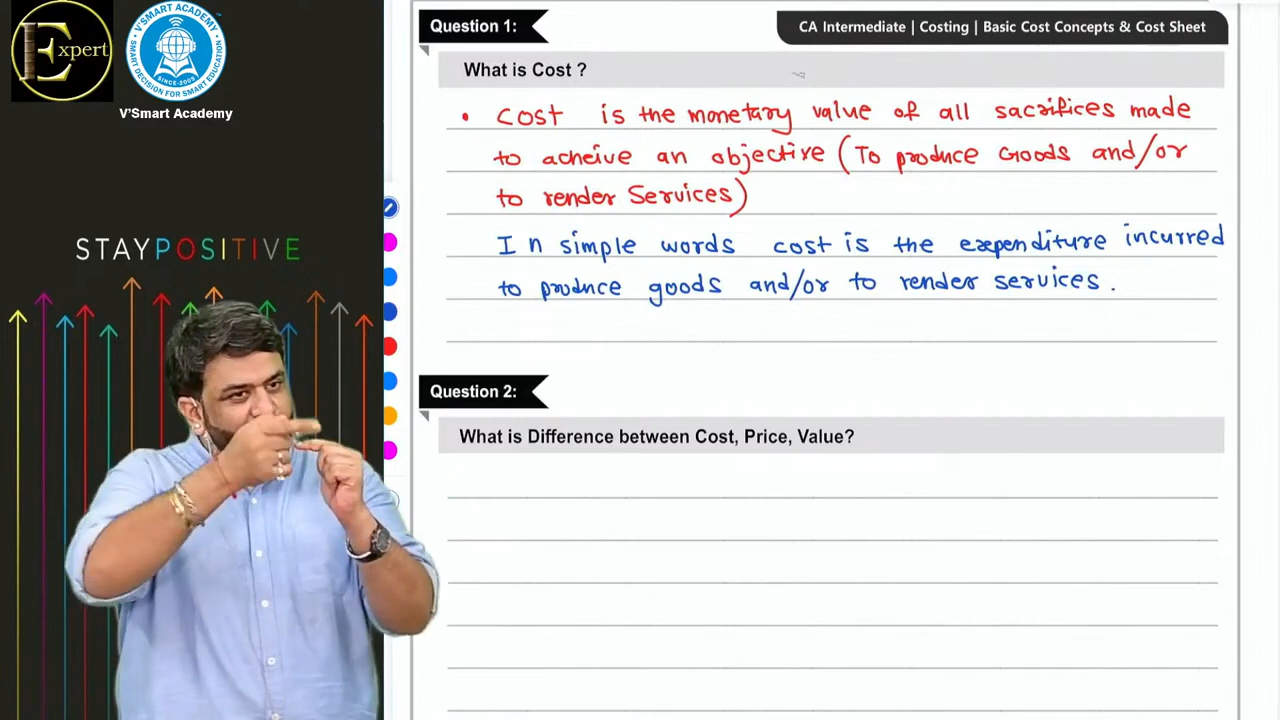 Expert
V'SMART ACADEMY
SMART DECISION FOR SMART EDUCATION
SINCE-2005
V'Smart Academy
STAYPOSITIVE
Question 1:
CA Intermediate | Costing | Basic Cost Concepts & Cost Sheet
What is Cost ?
• Cost is the monetary value of all sacrifices made
to acheive an objective (To produce Goods and/or
to render Services)
In simple words cost is the expenditure incurred
to produce goods and/or to render services.
Question 2:
What is Difference between Cost, Price, Value?